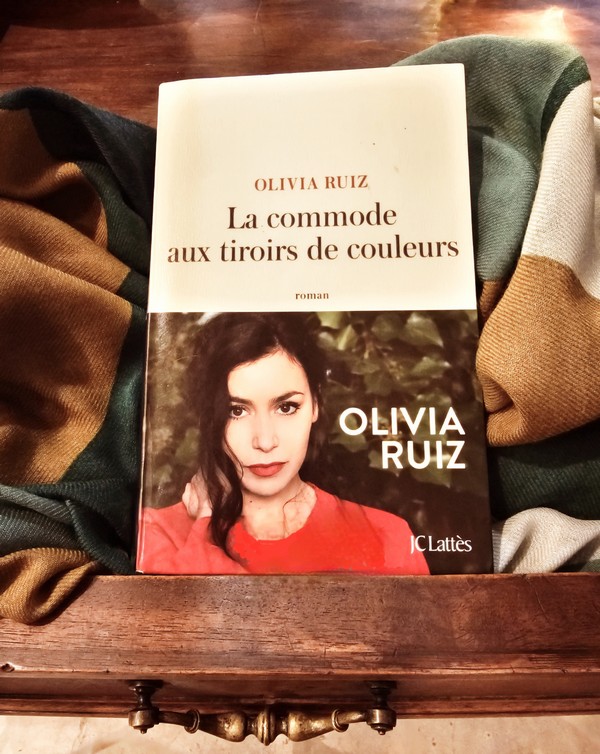 OLIVIA RUIZ
La commode
aux tiroirs de couleurs
roman
OLIVIA
RUIZ
JC Lattès